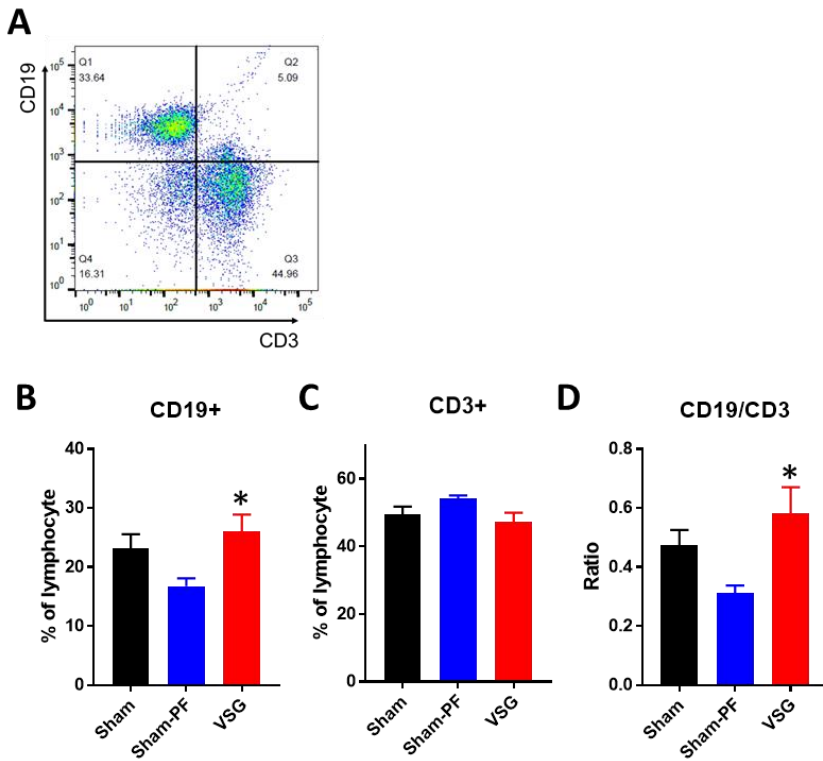 A
CD19
Q1
33.64
Q2
5.09
10⁵
10⁴
10³
10²
10¹
10⁰
Q4
16.31
Q3
44.96
10⁰ 10¹ 10² 10³ 10⁴ 10⁵
CD3
B
CD19+
% of lymphocyte
40
30
20
10
0
*
Sham
Sham-PF
VSG
C
CD3+
% of lymphocyte
60
40
20
0
Sham
Sham-PF
VSG
D
CD19/CD3
Ratio
0.8
0.6
0.4
0.2
0.0
*
Sham
Sham-PF
VSG